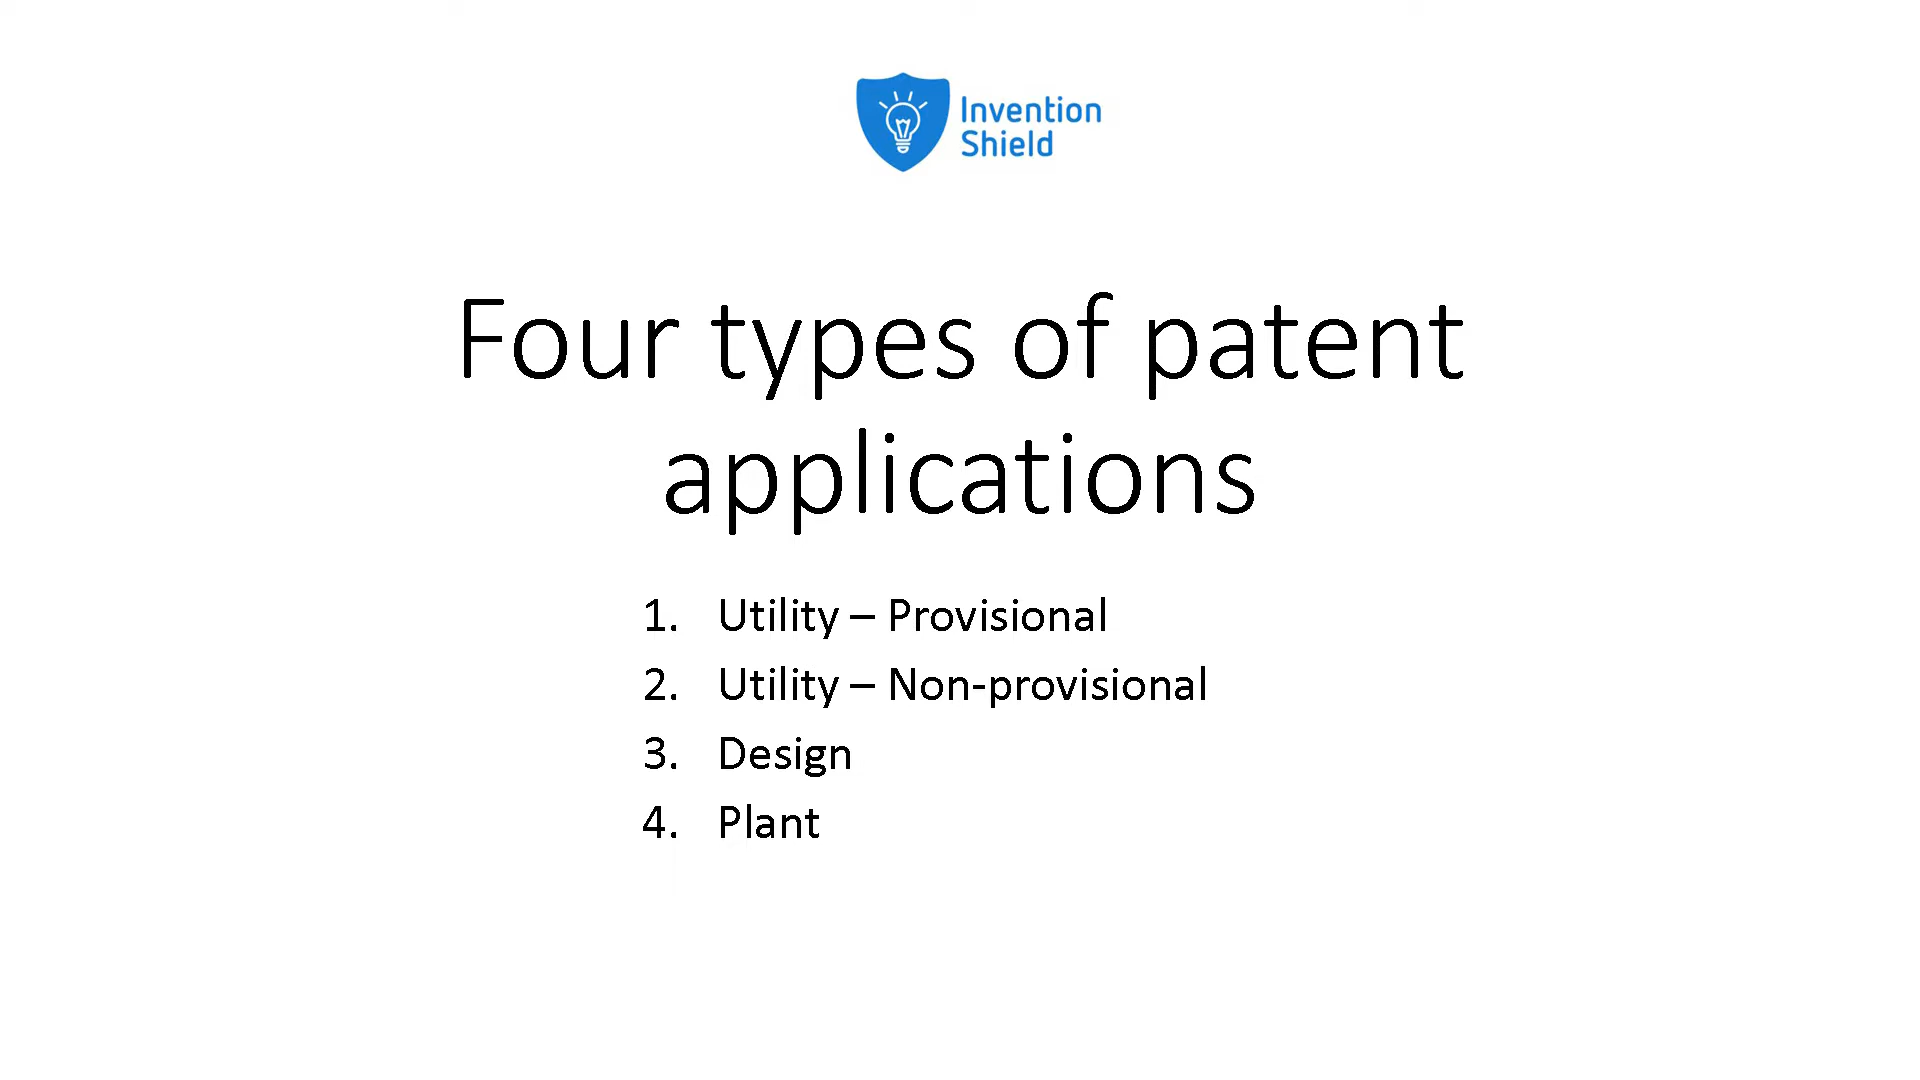 Invention
Shield
Four types of patent
applications
1. Utility – Provisional
2. Utility – Non-provisional
3. Design
4. Plant